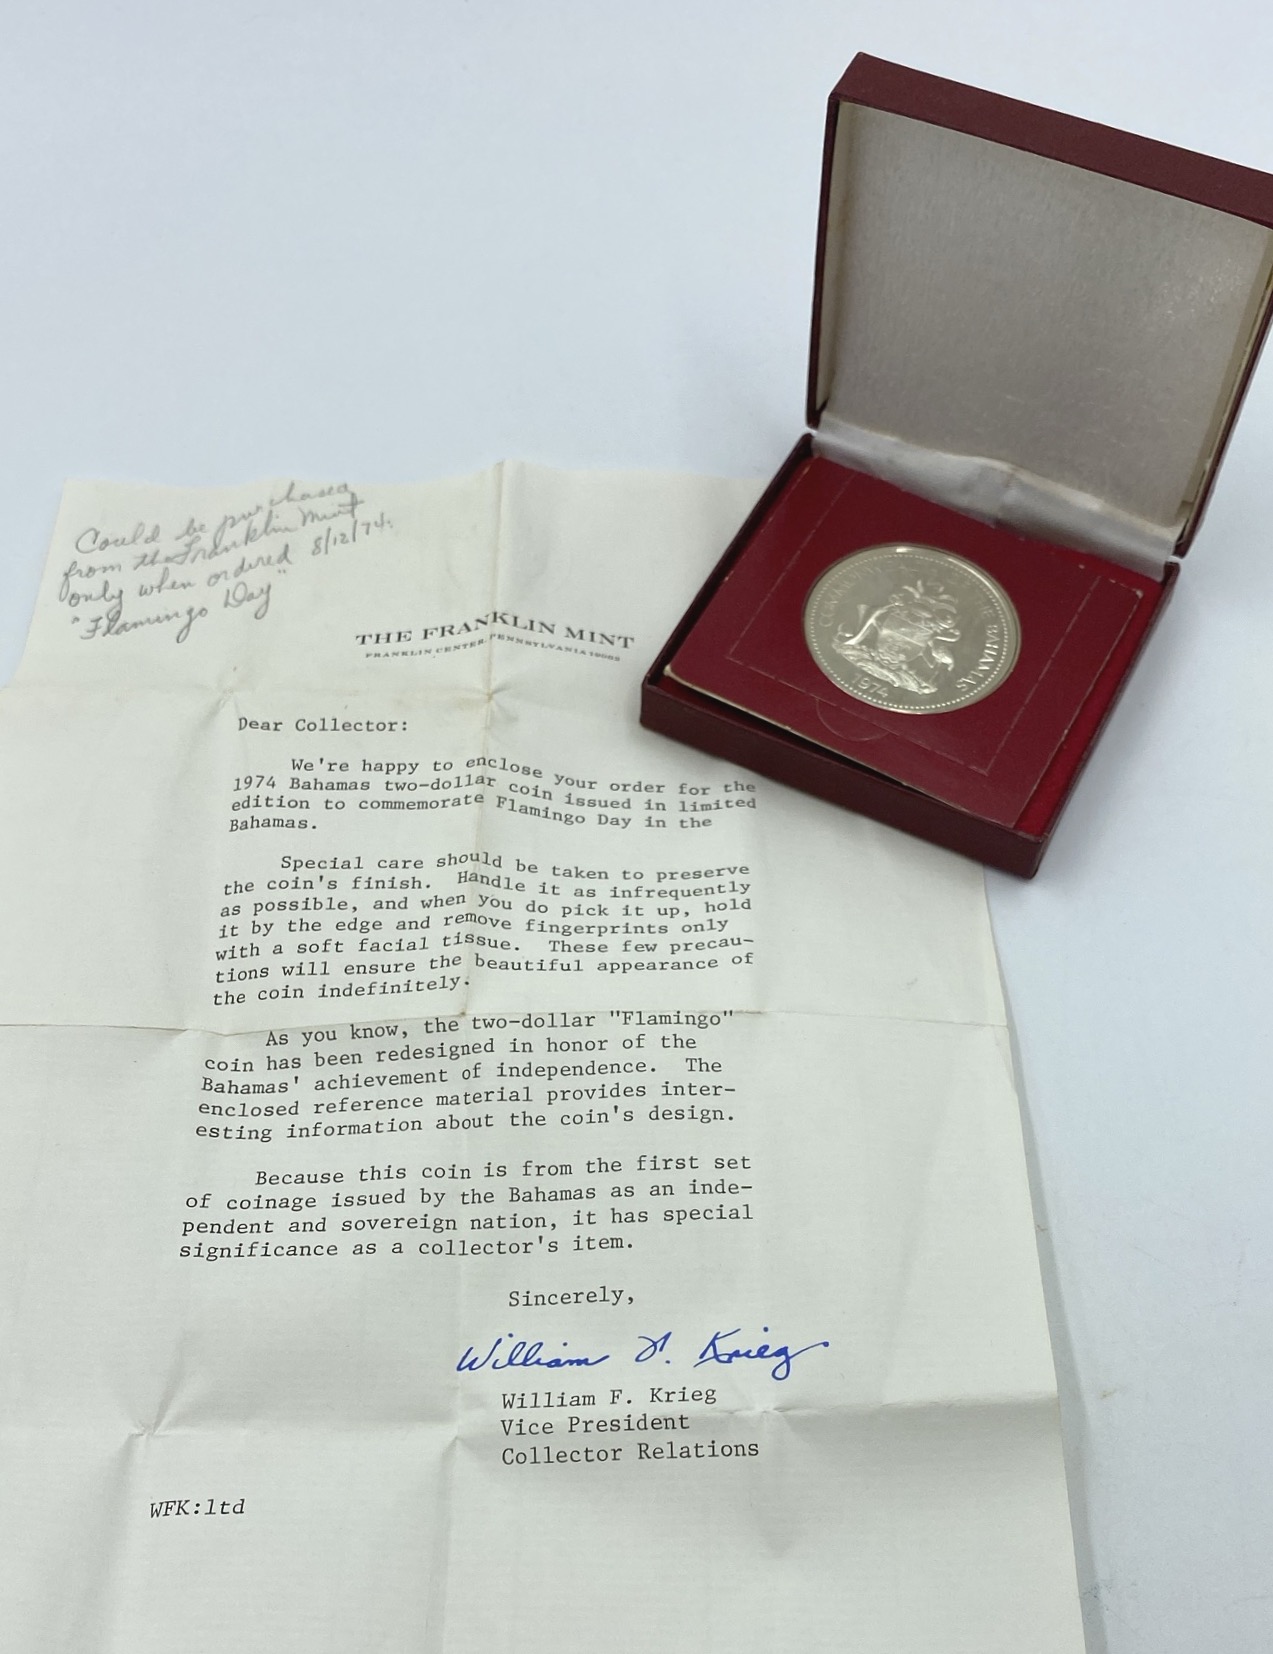 Could be purchased
from the Franklin Mint
only when ordered 8/12/74.
"Flamingo Day"
THE FRANKLIN MINT
FRANKLIN CENTER, PENNSYLVANIA 19063
Dear Collector:
We're happy to enclose your order for the
1974 Bahamas two-dollar coin issued in limited
edition to commemorate Flamingo Day in the
Bahamas.
Special care should be taken to preserve
the coin's finish. Handle it as infrequently
as possible, and when you do pick it up, hold
it by the edge and remove fingerprints only
with a soft facial tissue. These few precau-
tions will ensure the beautiful appearance of
the coin indefinitely.
As you know, the two-dollar "Flamingo"
coin has been redesigned in honor of the
Bahamas' achievement of independence. The
enclosed reference material provides inter-
esting information about the coin's design.
Because this coin is from the first set
of coinage issued by the Bahamas as an inde-
pendent and sovereign nation, it has special
significance as a collector's item.
Sincerely,
William F. Krieg
William F. Krieg
Vice President
Collector Relations
WFK:ltd
BAHAMAS
1974